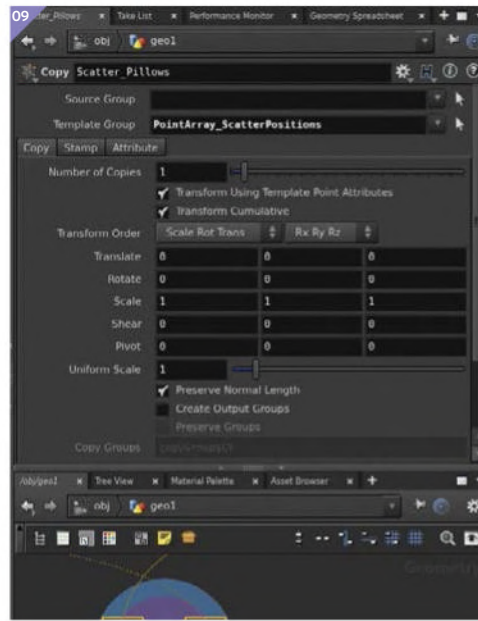 09
Take List × Performance Monitor × Geometry Spreadsheet × +
obj geo1
Copy Scatter_Pillows
Source Group
Template Group PointArray_ScatterPositions
Copy Stamp Attribute
Number of Copies 1
Transform Using Template Point Attributes
Transform Cumulative
Transform Order Scale Rot Trans Rx Ry Rz
Translate 0 0 0
Rotate 0 0 0
Scale 1 1 1
Shear 0 0 0
Pivot 0 0 0
Uniform Scale 1
Preserve Normal Length
Create Output Groups
Preserve Groups
Copy Groups
/obj/geo1 × Tree View × Material Palette × Asset Browser × +
obj geo1